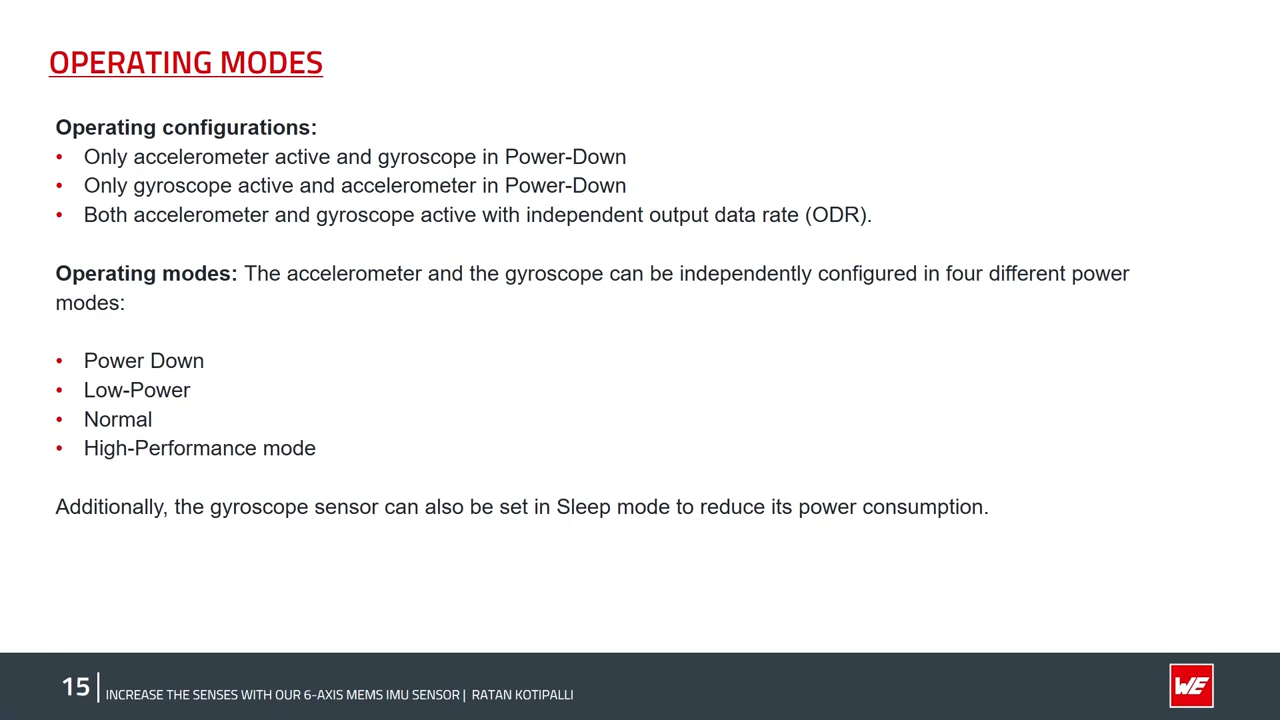 OPERATING MODES
Operating configurations:
• Only accelerometer active and gyroscope in Power-Down
• Only gyroscope active and accelerometer in Power-Down
• Both accelerometer and gyroscope active with independent output data rate (ODR).
Operating modes: The accelerometer and the gyroscope can be independently configured in four different power
modes:
• Power Down
• Low-Power
• Normal
• High-Performance mode
Additionally, the gyroscope sensor can also be set in Sleep mode to reduce its power consumption.
15 | INCREASE THE SENSES WITH OUR 6-AXIS MEMS IMU SENSOR | RATAN KOTIPALLI
WE